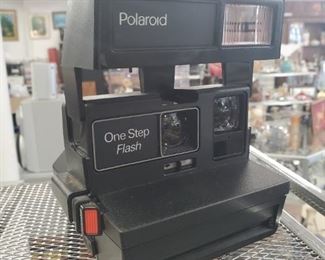 Polaroid
One Step
Flash